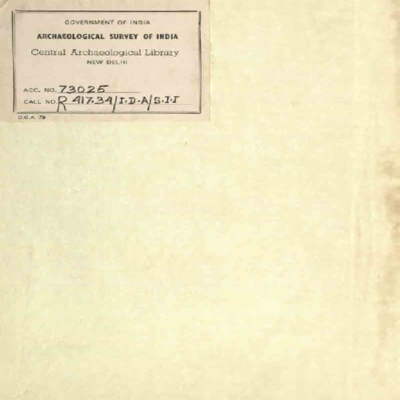 GOVERNMENT OF INDIA
ARCHAEOLOGICAL SURVEY OF INDIA
Central Archaeological Library
NEW DELHI
ACC. NO. 73025
CALL NO. R 417.34/I.D.A/S.I.I
D.G.A. 79